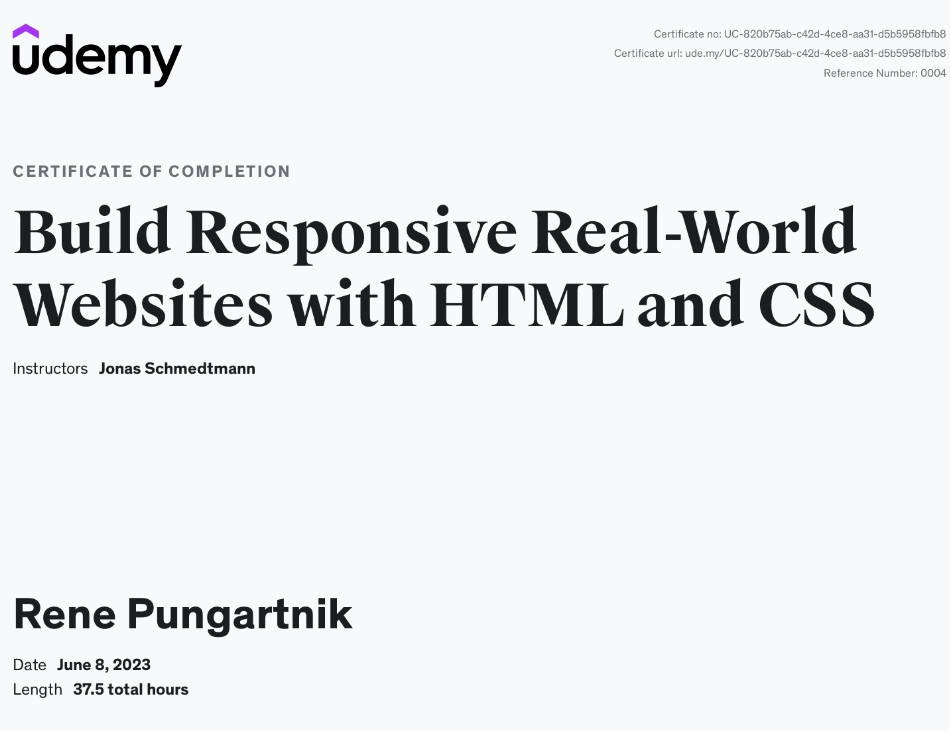 udemy
Certificate no: UC-820b75ab-c42d-4ce8-aa31-d5b5958fbfb8
Certificate url: ude.my/UC-820b75ab-c42d-4ce8-aa31-d5b5958fbfb8
Reference Number: 0004
CERTIFICATE OF COMPLETION
Build Responsive Real-World
Websites with HTML and CSS
Instructors Jonas Schmedtmann
Rene Pungartnik
Date June 8, 2023
Length 37.5 total hours